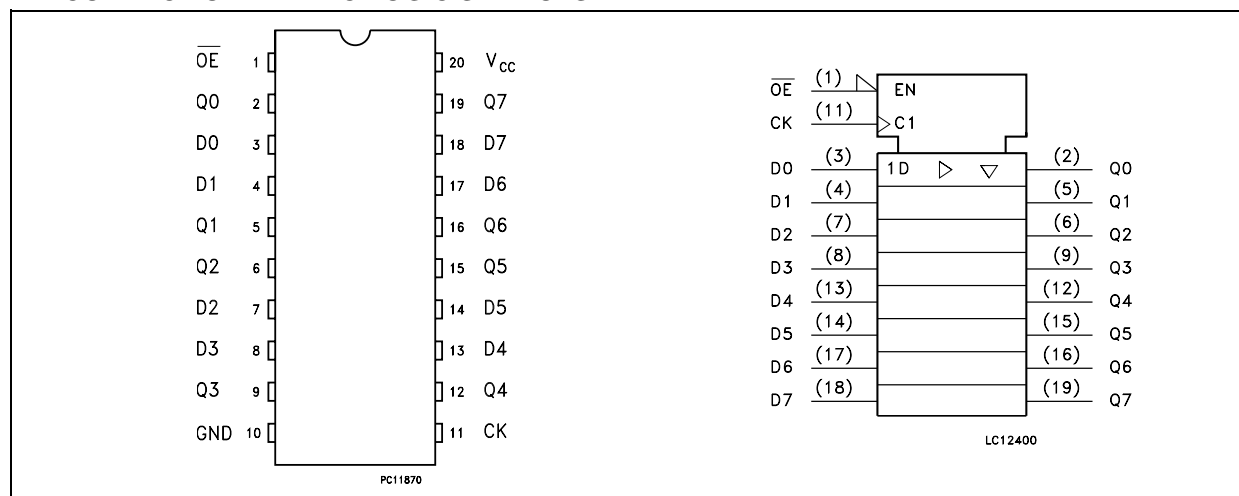 OE 1 20 VCC
Q0 2 19 Q7
D0 3 18 D7
D1 4 17 D6
Q1 5 16 Q6
Q2 6 15 Q5
D2 7 14 D5
D3 8 13 D4
Q3 9 12 Q4
GND 10 11 CK
PC11870
OE (1) EN
CK (11) C1
D0 (3) 1D (2) Q0
D1 (4) (5) Q1
D2 (7) (6) Q2
D3 (8) (9) Q3
D4 (13) (12) Q4
D5 (14) (15) Q5
D6 (17) (16) Q6
D7 (18) (19) Q7
LC12400